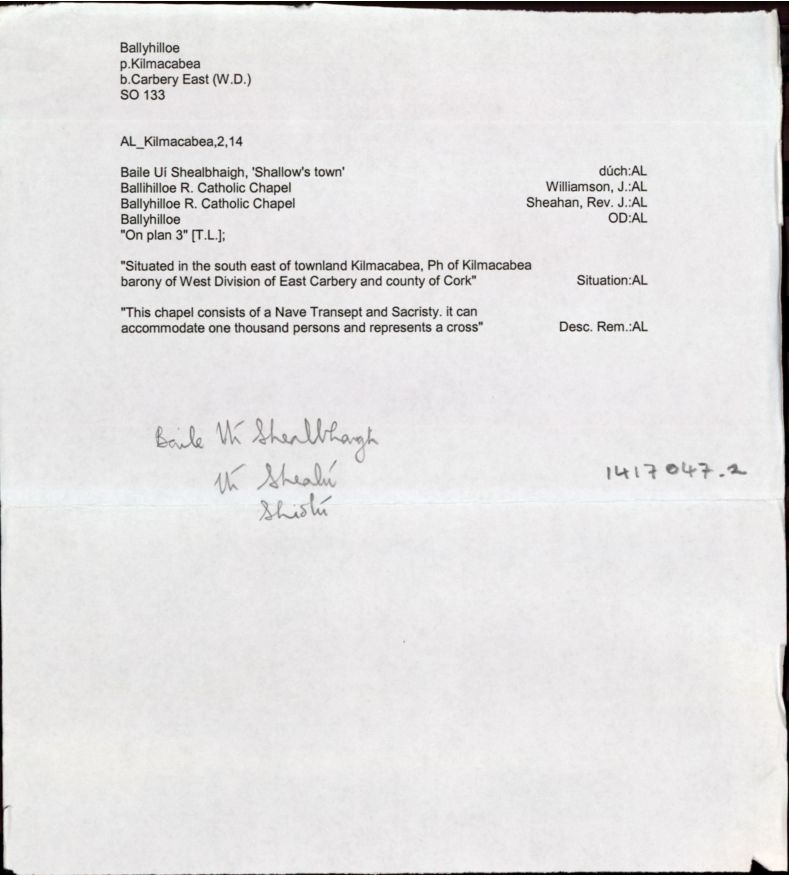 Ballyhilloe
p.Kilmacabea
b.Carbery East (W.D.)
SO 133
AL_Kilmacabea,2,14
Baile Uí Shealbhaigh, 'Shallow's town' dúch:AL
Ballihilloe R. Catholic Chapel Williamson, J.:AL
Ballyhilloe R. Catholic Chapel Sheahan, Rev. J.:AL
Ballyhilloe OD:AL
"On plan 3" [T.L.];
"Situated in the south east of townland Kilmacabea, Ph of Kilmacabea
barony of West Division of East Carbery and county of Cork" Situation:AL
"This chapel consists of a Nave Transept and Sacristy. it can
accommodate one thousand persons and represents a cross" Desc. Rem.:AL
Baile Uí Shealbhaigh
Uí Shealú
1417047.2